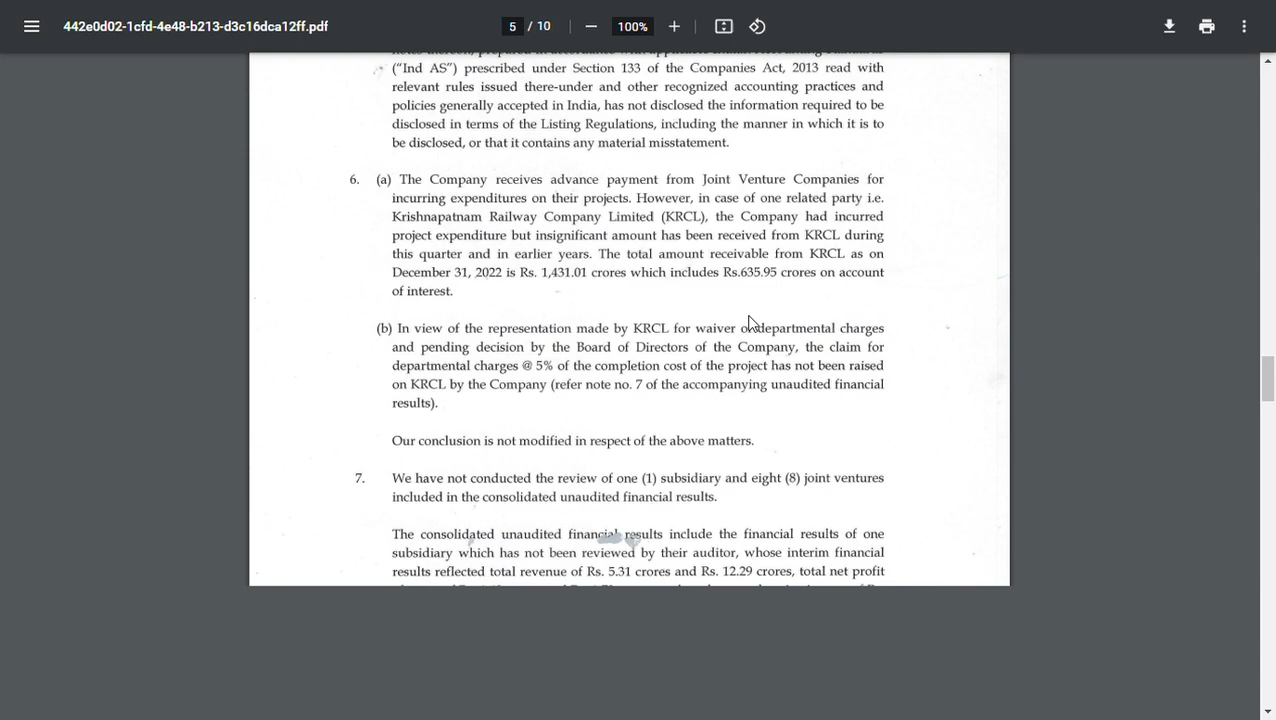 442e0d02-1cfd-4e48-b213-d3c16dca12ff.pdf
5 / 10
100%
("Ind AS") prescribed under Section 133 of the Companies Act, 2013 read with
relevant rules issued there-under and other recognized accounting practices and
policies generally accepted in India, has not disclosed the information required to be
disclosed in terms of the Listing Regulations, including the manner in which it is to
be disclosed, or that it contains any material misstatement.
6. (a) The Company receives advance payment from Joint Venture Companies for
incurring expenditures on their projects. However, in case of one related party i.e.
Krishnapatnam Railway Company Limited (KRCL), the Company had incurred
project expenditure but insignificant amount has been received from KRCL during
this quarter and in earlier years. The total amount receivable from KRCL as on
December 31, 2022 is Rs. 1,431.01 crores which includes Rs.635.95 crores on account
of interest.
(b) In view of the representation made by KRCL for waiver of departmental charges
and pending decision by the Board of Directors of the Company, the claim for
departmental charges @ 5% of the completion cost of the project has not been raised
on KRCL by the Company (refer note no. 7 of the accompanying unaudited financial
results).
Our conclusion is not modified in respect of the above matters.
7. We have not conducted the review of one (1) subsidiary and eight (8) joint ventures
included in the consolidated unaudited financial results.
The consolidated unaudited financial results include the financial results of one
subsidiary which has not been reviewed by their auditor, whose interim financial
results reflected total revenue of Rs. 5.31 crores and Rs. 12.29 crores, total net profit